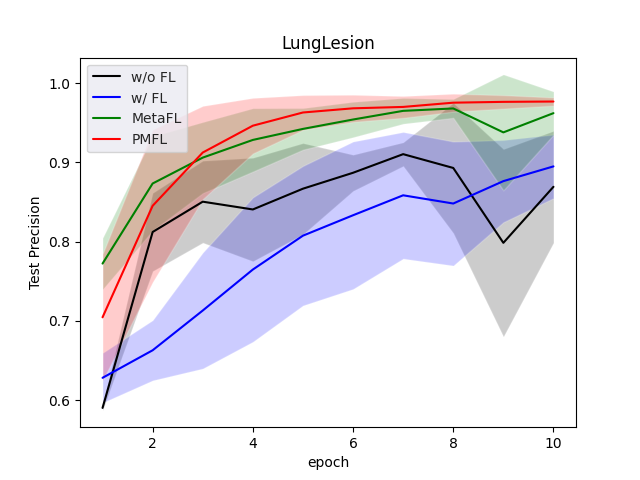 LungLesion
w/o FL
w/ FL
MetaFL
PMFL
1.0
0.9
0.8
0.7
0.6
Test Precision
2
4
6
8
10
epoch